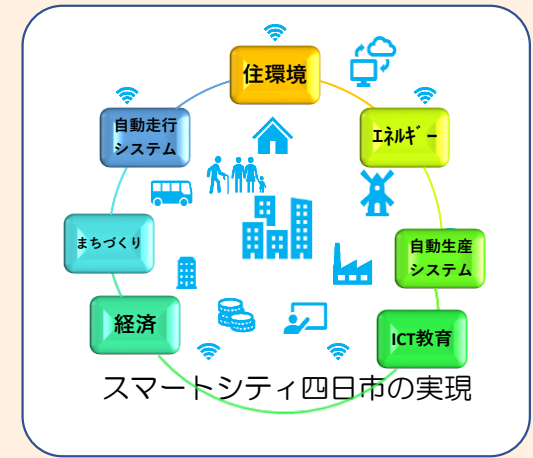 住環境
エネルギー
自動生産
システム
ICT教育
経済
まちづくり
自動走行
システム
スマートシティ四日市の実現